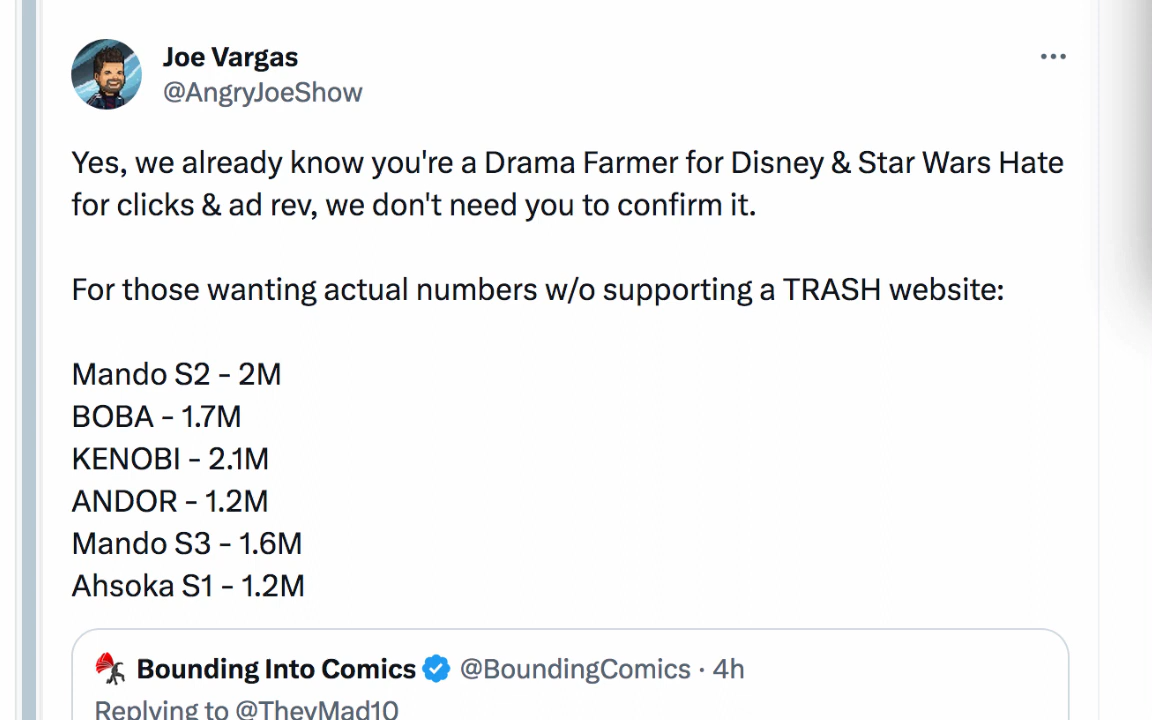 Joe Vargas
@AngryJoeShow
Yes, we already know you're a Drama Farmer for Disney & Star Wars Hate
for clicks & ad rev, we don't need you to confirm it.
For those wanting actual numbers w/o supporting a TRASH website:
Mando S2 - 2M
BOBA - 1.7M
KENOBI - 2.1M
ANDOR - 1.2M
Mando S3 - 1.6M
Ahsoka S1 - 1.2M
Bounding Into Comics @BoundingComics · 4h
Replying to @TheyMad10